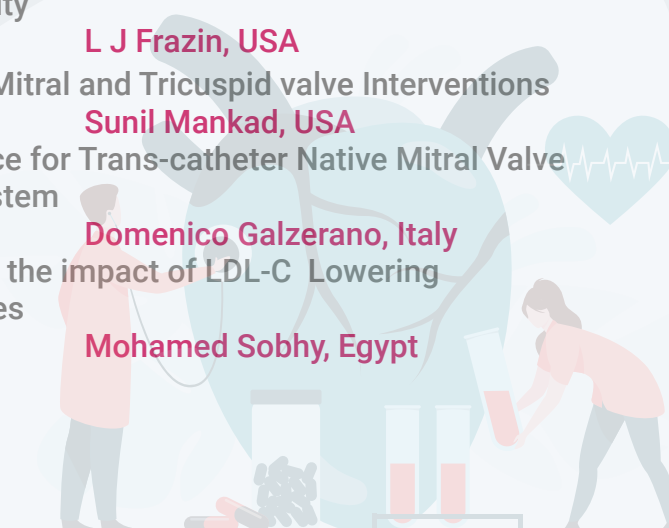 ity
L J Frazin, USA
Mitral and Tricuspid valve Interventions
Sunil Mankad, USA
ce for Trans-catheter Native Mitral Valve
stem
Domenico Galzerano, Italy
the impact of LDL-C Lowering
es
Mohamed Sobhy, Egypt